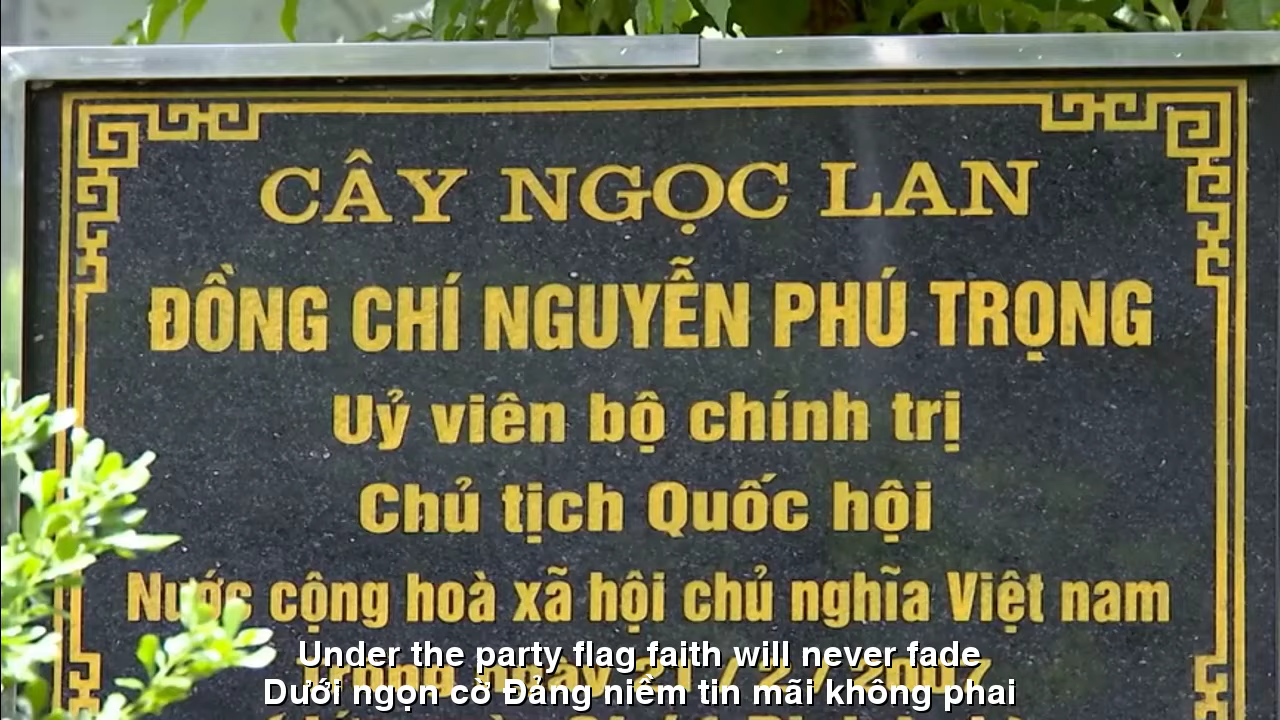 CÂY NGỌC LAN
ĐỒNG CHÍ NGUYỄN PHÚ TRỌNG
Uỷ viên bộ chính trị
Chủ tịch Quốc hội
Nước cộng hoà xã hội chủ nghĩa Việt nam
Under the party flag faith will never fade
Dưới ngọn cờ Đảng niềm tin mãi không phai